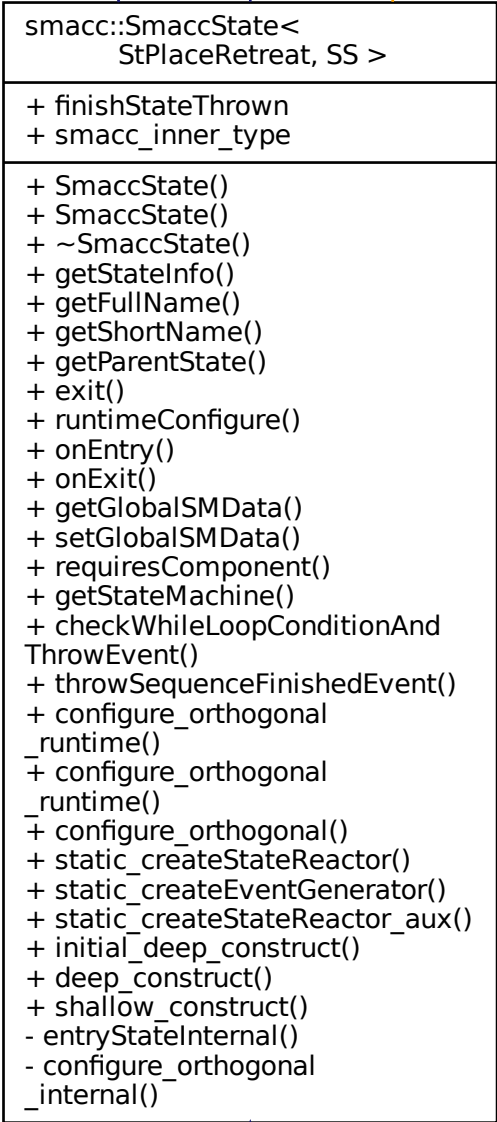 smacc::SmaccState<
StPlaceRetreat, SS >
+ finishStateThrown
+ smacc_inner_type
+ SmaccState()
+ SmaccState()
+ ~SmaccState()
+ getStateInfo()
+ getFullName()
+ getShortName()
+ getParentState()
+ exit()
+ runtimeConfigure()
+ onEntry()
+ onExit()
+ getGlobalSMData()
+ setGlobalSMData()
+ requiresComponent()
+ getStateMachine()
+ checkWhileLoopConditionAnd
ThrowEvent()
+ throwSequenceFinishedEvent()
+ configure_orthogonal
_runtime()
+ configure_orthogonal
_runtime()
+ configure_orthogonal()
+ static_createStateReactor()
+ static_createEventGenerator()
+ static_createStateReactor_aux()
+ initial_deep_construct()
+ deep_construct()
+ shallow_construct()
- entryStateInternal()
- configure_orthogonal
_internal()